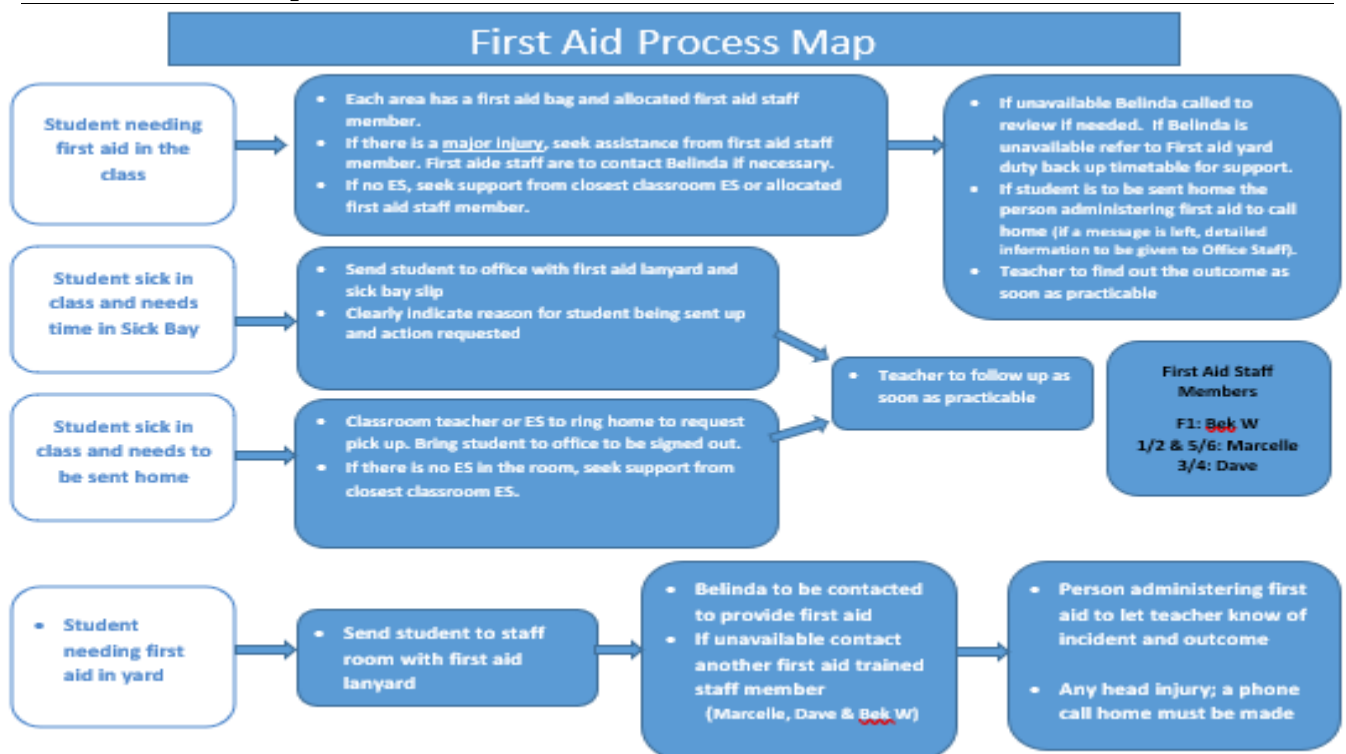 First Aid Process Map
Student needing
first aid in the
class
• Each area has a first aid bag and allocated first aid staff
member.
• If there is a major injury, seek assistance from first aid staff
member. First aide staff are to contact Belinda if necessary.
• If no ES, seek support from closest classroom ES or allocated
first aid staff member.
• If unavailable Belinda called to
review if needed. If Belinda is
unavailable refer to First aid yard
duty back up timetable for support.
• If student is to be sent home the
person administering first aid to call
home (if a message is left, detailed
information to be given to Office Staff).
• Teacher to find out the outcome as
soon as practicable
Student sick in
class and needs
time in Sick Bay
• Send student to office with first aid lanyard and
sick bay slip
• Clearly indicate reason for student being sent up
and action requested
Student sick in
class and needs to
be sent home
• Classroom teacher or ES to ring home to request
pick up. Bring student to office to be signed out.
• If there is no ES in the room, seek support from
closest classroom ES.
• Teacher to follow up as
soon as practicable
First Aid Staff
Members
F1: Bek W
1/2 & 5/6: Marcelle
3/4: Dave
• Student
needing first
aid in yard
• Send student to staff
room with first aid
lanyard
• Belinda to be contacted
to provide first aid
• If unavailable contact
another first aid trained
staff member
(Marcelle, Dave & Bek W)
• Person administering first
aid to let teacher know of
incident and outcome
• Any head injury; a phone
call home must be made